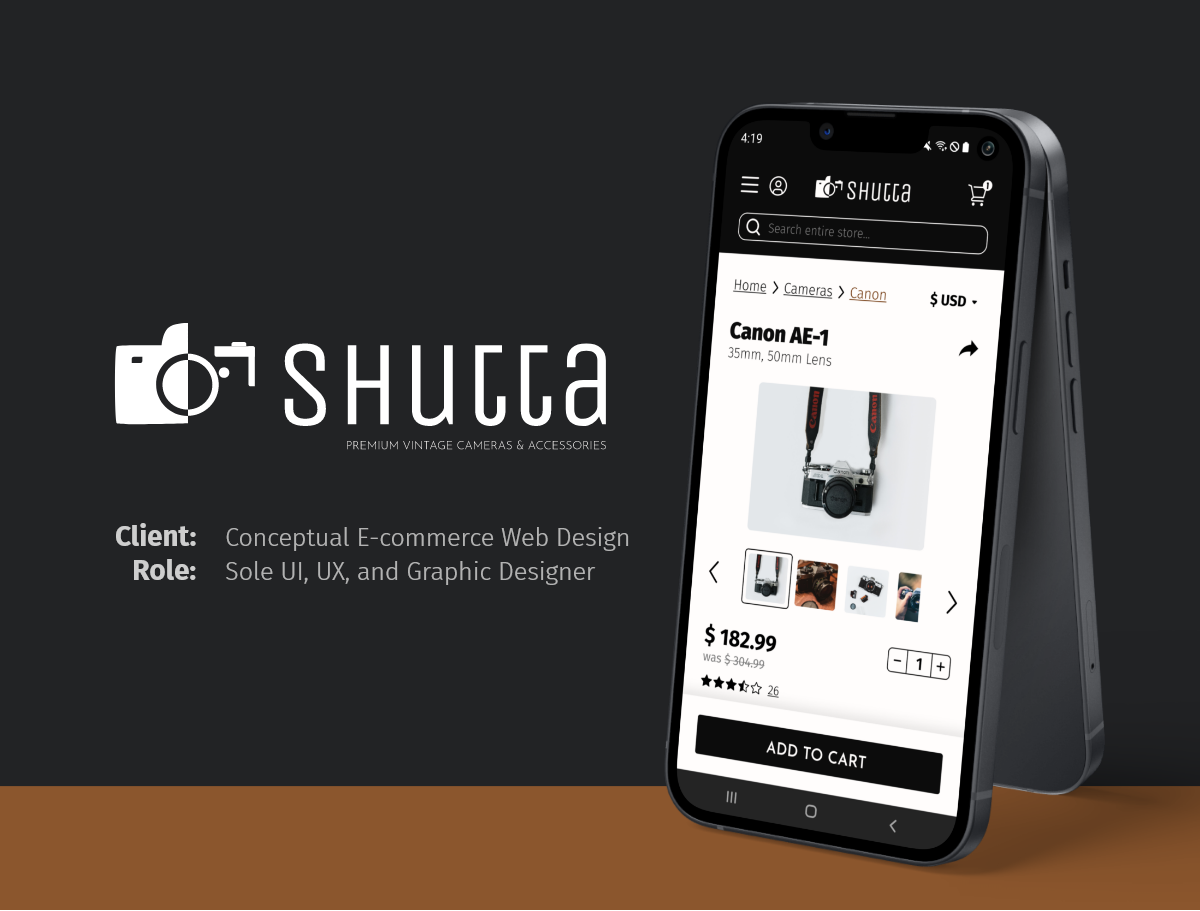 SHUTTA
PREMIUM VINTAGE CAMERAS & ACCESSORIES
Client: Conceptual E-commerce Web Design
Role: Sole UI, UX, and Graphic Designer
4:19
SHUTTA
1
Search entire store...
Home Cameras Canon
$ USD
Canon AE-1
35mm, 50mm Lens
Canon Canon
Canon
$ 182.99
was $ 304.99
- 1 +
26
ADD TO CART